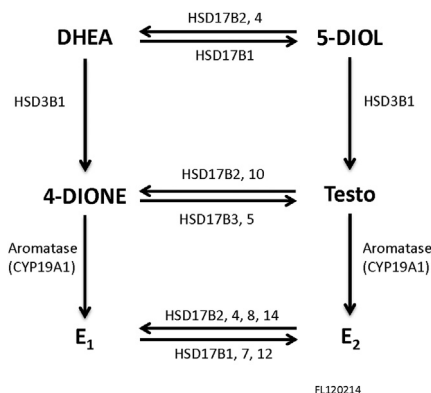 HSD17B2, 4
DHEA 5-DIOL
HSD17B1
HSD3B1 HSD3B1
HSD17B2, 10
4-DIONE Testo
HSD17B3, 5
Aromatase Aromatase
(CYP19A1) (CYP19A1)
HSD17B2, 4, 8, 14
E₁ E₂
HSD17B1, 7, 12
FL120214